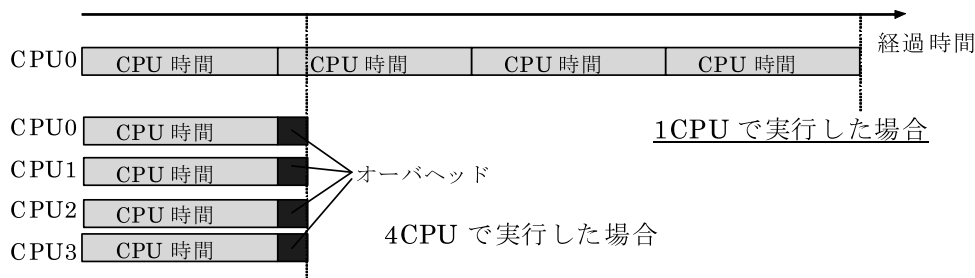 経過時間
CPU0 CPU 時間 CPU 時間 CPU 時間 CPU 時間
CPU0 CPU 時間
1CPU で実行した場合
CPU1 CPU 時間
オーバヘッド
CPU2 CPU 時間
4CPU で実行した場合
CPU3 CPU 時間